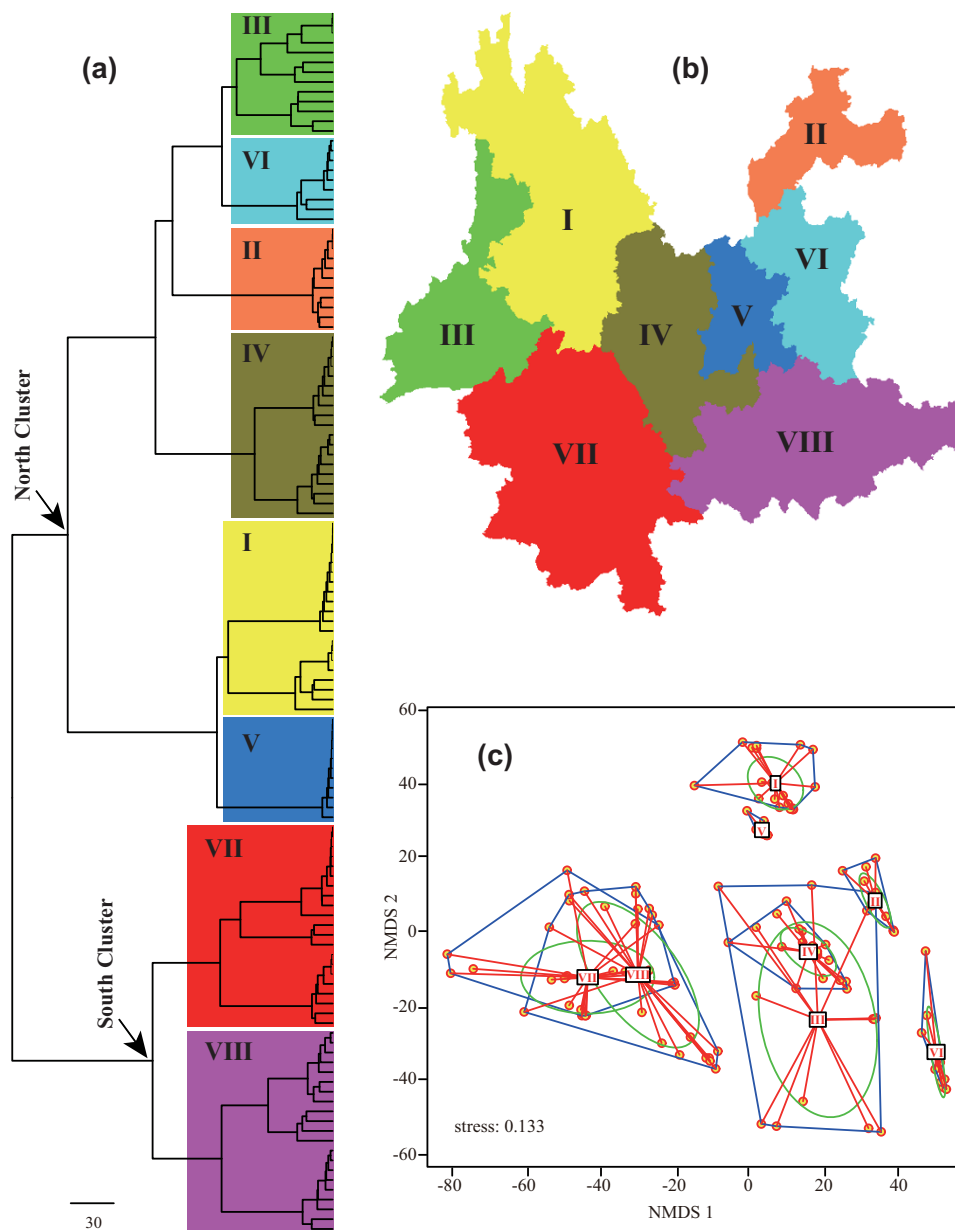 (a)
III
VI
II
IV
I
V
VII
VIII
North Cluster
South Cluster
30
(b)
I
II
III
IV
V
VI
VII
VIII
(c)
60
40
20
0
-20
-40
-60
NMDS 2
I
V
II
IV
III
VI
VII
VIII
stress: 0.133
-80
-60
-40
-20
0
20
40
NMDS 1